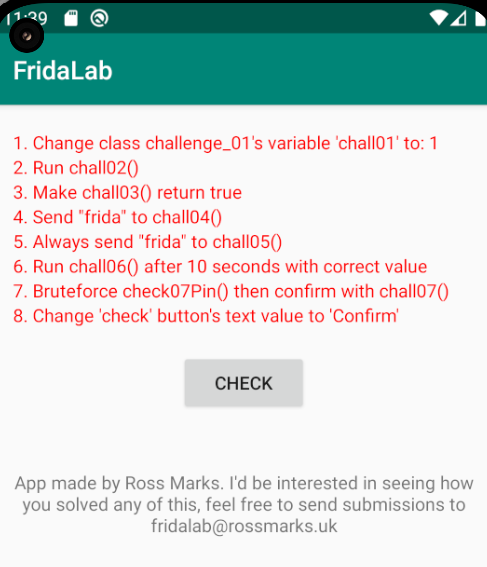 11:39
FridaLab
1. Change class challenge_01's variable 'chall01' to: 1
2. Run chall02()
3. Make chall03() return true
4. Send "frida" to chall04()
5. Always send "frida" to chall05()
6. Run chall06() after 10 seconds with correct value
7. Bruteforce check07Pin() then confirm with chall07()
8. Change 'check' button's text value to 'Confirm'
CHECK
App made by Ross Marks. I'd be interested in seeing how
you solved any of this, feel free to send submissions to
fridalab@rossmarks.uk